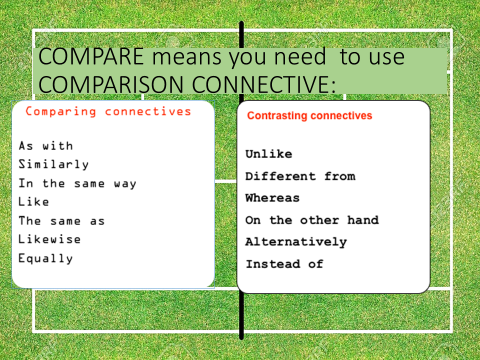 COMPARE means you need  to use
COMPARISON CONNECTIVE:
Comparing connectives
As with
Similarly
In the same way
Like
The same as
Likewise
Equally
Contrasting connectives
Unlike
Different from
Whereas
On the other hand
Alternatively
Instead of